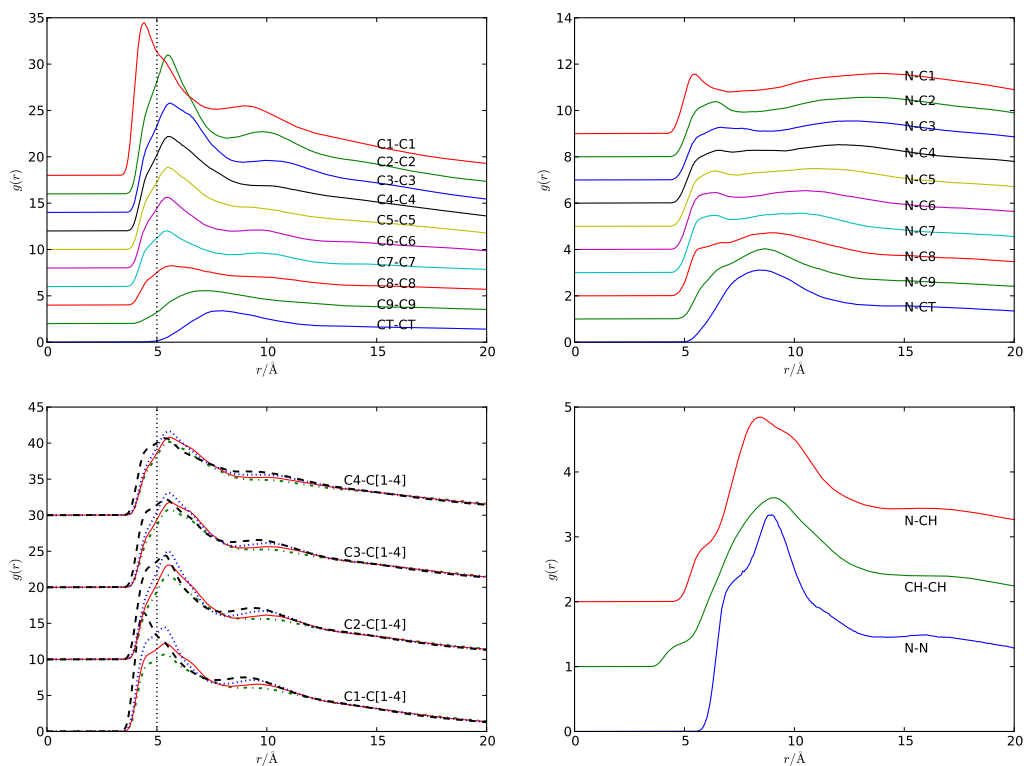 35
30
25
20
15
10
5
0
g(r)
C1-C1
C2-C2
C3-C3
C4-C4
C5-C5
C6-C6
C7-C7
C8-C8
C9-C9
CT-CT
0 5 10 15 20
r/Å
14
12
10
8
6
4
2
0
g(r)
N-C1
N-C2
N-C3
N-C4
N-C5
N-C6
N-C7
N-C8
N-C9
N-CT
0 5 10 15 20
r/Å
45
40
35
30
25
20
15
10
5
0
g(r)
C4-C[1-4]
C3-C[1-4]
C2-C[1-4]
C1-C[1-4]
0 5 10 15 20
r/Å
5
4
3
2
1
0
g(r)
N-CH
CH-CH
N-N
0 5 10 15 20
r/Å